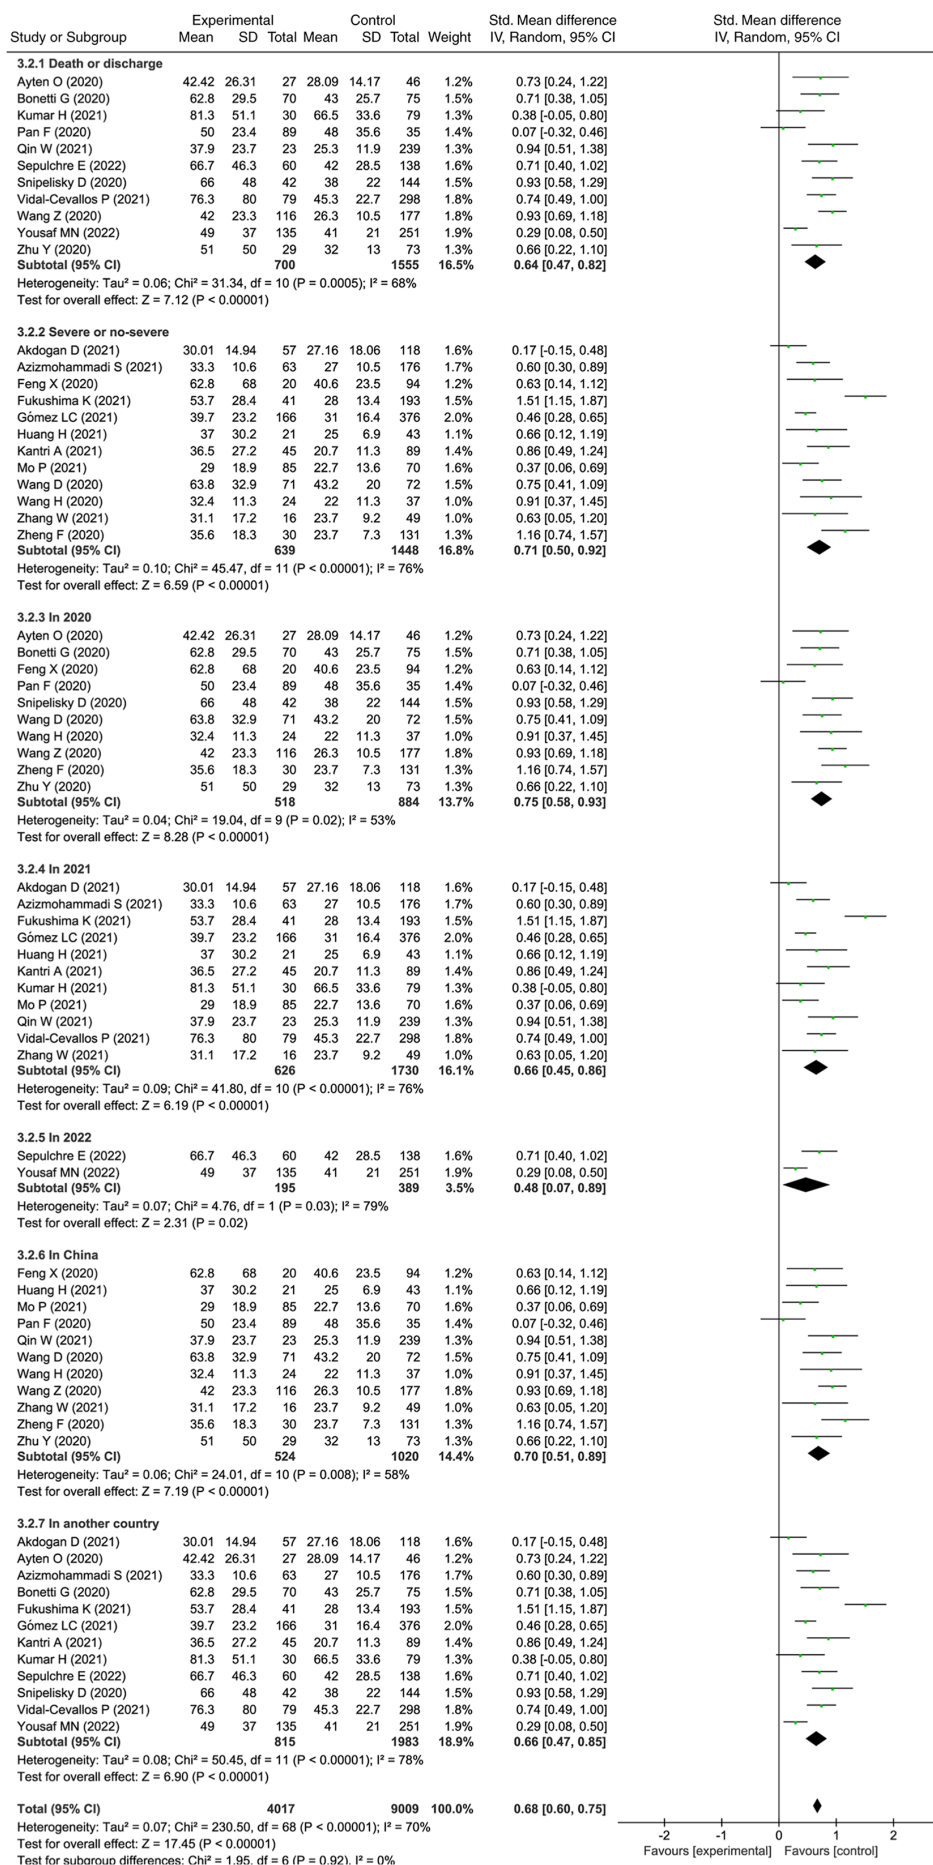 Experimental Control Std. Mean difference Std. Mean difference
Study or Subgroup Mean SD Total Mean SD Total Weight IV, Random, 95% CI IV, Random, 95% CI
3.2.1 Death or discharge
Ayten O (2020) 42.42 26.31 27 28.09 14.17 46 1.2% 0.73 [0.24, 1.22]
Bonetti G (2020) 62.8 29.5 70 43 25.7 75 1.5% 0.71 [0.38, 1.05]
Kumar H (2021) 81.3 51.1 30 66.5 33.6 79 1.3% 0.38 [-0.05, 0.80]
Pan F (2020) 50 23.4 89 48 35.6 35 1.4% 0.07 [-0.32, 0.46]
Qin W (2021) 37.9 23.7 23 25.3 11.9 239 1.3% 0.94 [0.51, 1.38]
Sepulchre E (2022) 66.7 46.3 60 42 28.5 138 1.6% 0.71 [0.40, 1.02]
Snipelisky D (2020) 66 48 42 38 22 144 1.5% 0.93 [0.58, 1.29]
Vidal-Cevallos P (2021) 76.3 80 79 45.3 22.7 298 1.8% 0.74 [0.49, 1.00]
Wang Z (2020) 42 23.3 116 26.3 10.5 177 1.8% 0.93 [0.69, 1.18]
Yousaf MN (2022) 49 37 135 41 21 251 1.9% 0.29 [0.08, 0.50]
Zhu Y (2020) 51 50 29 32 13 73 1.3% 0.66 [0.22, 1.10]
Subtotal (95% CI) 700 1555 16.5% 0.64 [0.47, 0.82]
Heterogeneity: Tau² = 0.06; Chi² = 31.34, df = 10 (P = 0.0005); I² = 68%
Test for overall effect: Z = 7.12 (P < 0.00001)
3.2.2 Severe or no-severe
Akdogan D (2021) 30.01 14.94 57 27.16 18.06 118 1.6% 0.17 [-0.15, 0.48]
Azizmohammadi S (2021) 33.3 10.6 63 27 10.5 176 1.7% 0.60 [0.30, 0.89]
Feng X (2020) 62.8 68 20 40.6 23.5 94 1.2% 0.63 [0.14, 1.12]
Fukushima K (2021) 53.7 28.4 41 28 13.4 193 1.5% 1.51 [1.15, 1.87]
Gómez LC (2021) 39.7 23.2 166 31 16.4 376 2.0% 0.46 [0.28, 0.65]
Huang H (2021) 37 30.2 21 25 6.9 43 1.1% 0.66 [0.12, 1.19]
Kantri A (2021) 36.5 27.2 45 20.7 11.3 89 1.4% 0.86 [0.49, 1.24]
Mo P (2021) 29 18.9 85 22.7 13.6 70 1.6% 0.37 [0.06, 0.69]
Wang D (2020) 63.8 32.9 71 43.2 20 72 1.5% 0.75 [0.41, 1.09]
Wang H (2020) 32.4 11.3 24 22 11.3 37 1.0% 0.91 [0.37, 1.45]
Zhang W (2021) 31.1 17.2 16 23.7 9.2 49 1.0% 0.63 [0.05, 1.20]
Zheng F (2020) 35.6 18.3 30 23.7 7.3 131 1.3% 1.16 [0.74, 1.57]
Subtotal (95% CI) 639 1448 16.8% 0.71 [0.50, 0.92]
Heterogeneity: Tau² = 0.10; Chi² = 45.47, df = 11 (P < 0.00001); I² = 76%
Test for overall effect: Z = 6.59 (P < 0.00001)
3.2.3 In 2020
Ayten O (2020) 42.42 26.31 27 28.09 14.17 46 1.2% 0.73 [0.24, 1.22]
Bonetti G (2020) 62.8 29.5 70 43 25.7 75 1.5% 0.71 [0.38, 1.05]
Feng X (2020) 62.8 68 20 40.6 23.5 94 1.2% 0.63 [0.14, 1.12]
Pan F (2020) 50 23.4 89 48 35.6 35 1.4% 0.07 [-0.32, 0.46]
Snipelisky D (2020) 66 48 42 38 22 144 1.5% 0.93 [0.58, 1.29]
Wang D (2020) 63.8 32.9 71 43.2 20 72 1.5% 0.75 [0.41, 1.09]
Wang H (2020) 32.4 11.3 24 22 11.3 37 1.0% 0.91 [0.37, 1.45]
Wang Z (2020) 42 23.3 116 26.3 10.5 177 1.8% 0.93 [0.69, 1.18]
Zheng F (2020) 35.6 18.3 30 23.7 7.3 131 1.3% 1.16 [0.74, 1.57]
Zhu Y (2020) 51 50 29 32 13 73 1.3% 0.66 [0.22, 1.10]
Subtotal (95% CI) 518 884 13.7% 0.75 [0.58, 0.93]
Heterogeneity: Tau² = 0.04; Chi² = 19.04, df = 9 (P = 0.02); I² = 53%
Test for overall effect: Z = 8.28 (P < 0.00001)
3.2.4 In 2021
Akdogan D (2021) 30.01 14.94 57 27.16 18.06 118 1.6% 0.17 [-0.15, 0.48]
Azizmohammadi S (2021) 33.3 10.6 63 27 10.5 176 1.7% 0.60 [0.30, 0.89]
Fukushima K (2021) 53.7 28.4 41 28 13.4 193 1.5% 1.51 [1.15, 1.87]
Gómez LC (2021) 39.7 23.2 166 31 16.4 376 2.0% 0.46 [0.28, 0.65]
Huang H (2021) 37 30.2 21 25 6.9 43 1.1% 0.66 [0.12, 1.19]
Kantri A (2021) 36.5 27.2 45 20.7 11.3 89 1.4% 0.86 [0.49, 1.24]
Kumar H (2021) 81.3 51.1 30 66.5 33.6 79 1.3% 0.38 [-0.05, 0.80]
Mo P (2021) 29 18.9 85 22.7 13.6 70 1.6% 0.37 [0.06, 0.69]
Qin W (2021) 37.9 23.7 23 25.3 11.9 239 1.3% 0.94 [0.51, 1.38]
Vidal-Cevallos P (2021) 76.3 80 79 45.3 22.7 298 1.8% 0.74 [0.49, 1.00]
Zhang W (2021) 31.1 17.2 16 23.7 9.2 49 1.0% 0.63 [0.05, 1.20]
Subtotal (95% CI) 626 1730 16.1% 0.66 [0.45, 0.86]
Heterogeneity: Tau² = 0.09; Chi² = 41.80, df = 10 (P < 0.00001); I² = 76%
Test for overall effect: Z = 6.19 (P < 0.00001)
3.2.5 In 2022
Sepulchre E (2022) 66.7 46.3 60 42 28.5 138 1.6% 0.71 [0.40, 1.02]
Yousaf MN (2022) 49 37 135 41 21 251 1.9% 0.29 [0.08, 0.50]
Subtotal (95% CI) 195 389 3.5% 0.48 [0.07, 0.89]
Heterogeneity: Tau² = 0.07; Chi² = 4.76, df = 1 (P = 0.03); I² = 79%
Test for overall effect: Z = 2.31 (P = 0.02)
3.2.6 In China
Feng X (2020) 62.8 68 20 40.6 23.5 94 1.2% 0.63 [0.14, 1.12]
Huang H (2021) 37 30.2 21 25 6.9 43 1.1% 0.66 [0.12, 1.19]
Mo P (2021) 29 18.9 85 22.7 13.6 70 1.6% 0.37 [0.06, 0.69]
Pan F (2020) 50 23.4 89 48 35.6 35 1.4% 0.07 [-0.32, 0.46]
Qin W (2021) 37.9 23.7 23 25.3 11.9 239 1.3% 0.94 [0.51, 1.38]
Wang D (2020) 63.8 32.9 71 43.2 20 72 1.5% 0.75 [0.41, 1.09]
Wang H (2020) 32.4 11.3 24 22 11.3 37 1.0% 0.91 [0.37, 1.45]
Wang Z (2020) 42 23.3 116 26.3 10.5 177 1.8% 0.93 [0.69, 1.18]
Zhang W (2021) 31.1 17.2 16 23.7 9.2 49 1.0% 0.63 [0.05, 1.20]
Zheng F (2020) 35.6 18.3 30 23.7 7.3 131 1.3% 1.16 [0.74, 1.57]
Zhu Y (2020) 51 50 29 32 13 73 1.3% 0.66 [0.22, 1.10]
Subtotal (95% CI) 524 1020 14.4% 0.70 [0.51, 0.89]
Heterogeneity: Tau² = 0.06; Chi² = 24.01, df = 10 (P = 0.008); I² = 58%
Test for overall effect: Z = 7.19 (P < 0.00001)
3.2.7 In another country
Akdogan D (2021) 30.01 14.94 57 27.16 18.06 118 1.6% 0.17 [-0.15, 0.48]
Ayten O (2020) 42.42 26.31 27 28.09 14.17 46 1.2% 0.73 [0.24, 1.22]
Azizmohammadi S (2021) 33.3 10.6 63 27 10.5 176 1.7% 0.60 [0.30, 0.89]
Bonetti G (2020) 62.8 29.5 70 43 25.7 75 1.5% 0.71 [0.38, 1.05]
Fukushima K (2021) 53.7 28.4 41 28 13.4 193 1.5% 1.51 [1.15, 1.87]
Gómez LC (2021) 39.7 23.2 166 31 16.4 376 2.0% 0.46 [0.28, 0.65]
Kantri A (2021) 36.5 27.2 45 20.7 11.3 89 1.4% 0.86 [0.49, 1.24]
Kumar H (2021) 81.3 51.1 30 66.5 33.6 79 1.3% 0.38 [-0.05, 0.80]
Sepulchre E (2022) 66.7 46.3 60 42 28.5 138 1.6% 0.71 [0.40, 1.02]
Snipelisky D (2020) 66 48 42 38 22 144 1.5% 0.93 [0.58, 1.29]
Vidal-Cevallos P (2021) 76.3 80 79 45.3 22.7 298 1.8% 0.74 [0.49, 1.00]
Yousaf MN (2022) 49 37 135 41 21 251 1.9% 0.29 [0.08, 0.50]
Subtotal (95% CI) 815 1983 18.9% 0.66 [0.47, 0.85]
Heterogeneity: Tau² = 0.08; Chi² = 50.45, df = 11 (P < 0.00001); I² = 78%
Test for overall effect: Z = 6.90 (P < 0.00001)
Total (95% CI) 4017 9009 100.0% 0.68 [0.60, 0.75]
Heterogeneity: Tau² = 0.07; Chi² = 230.50, df = 68 (P < 0.00001); I² = 70%
Test for overall effect: Z = 17.45 (P < 0.00001)
Test for subgroup differences: Chi² = 1.95, df = 6 (P = 0.92), I² = 0%
-2 -1 0 1 2
Favours [experimental] Favours [control]